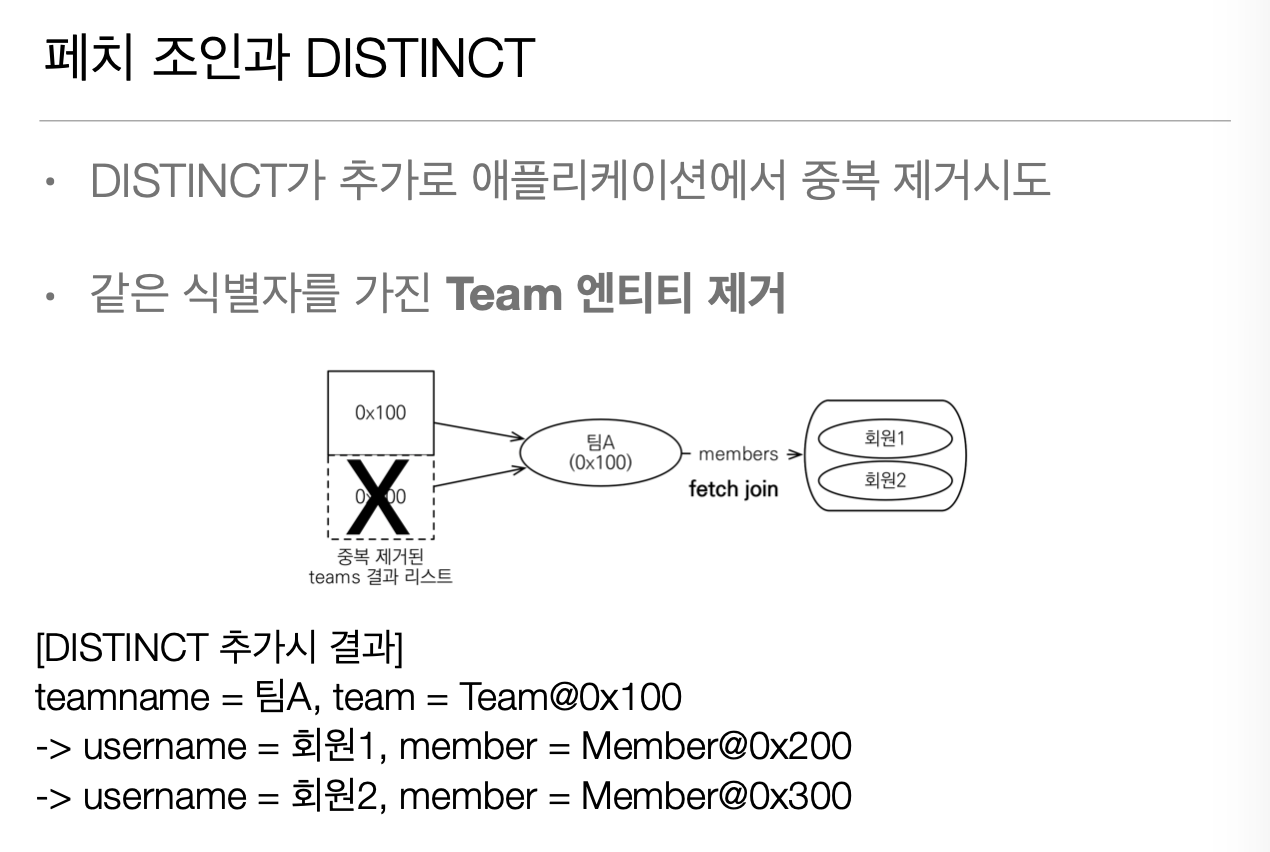 페치 조인과 DISTINCT
• DISTINCT가 추가로 애플리케이션에서 중복 제거시도
• 같은 식별자를 가진 Team 엔티티 제거
0x100
팀A
(0x100)
members
fetch join
회원1
회원2
중복 제거된
teams 결과 리스트
[DISTINCT 추가시 결과]
teamname = 팀A, team = Team@0x100
-> username = 회원1, member = Member@0x200
-> username = 회원2, member = Member@0x300